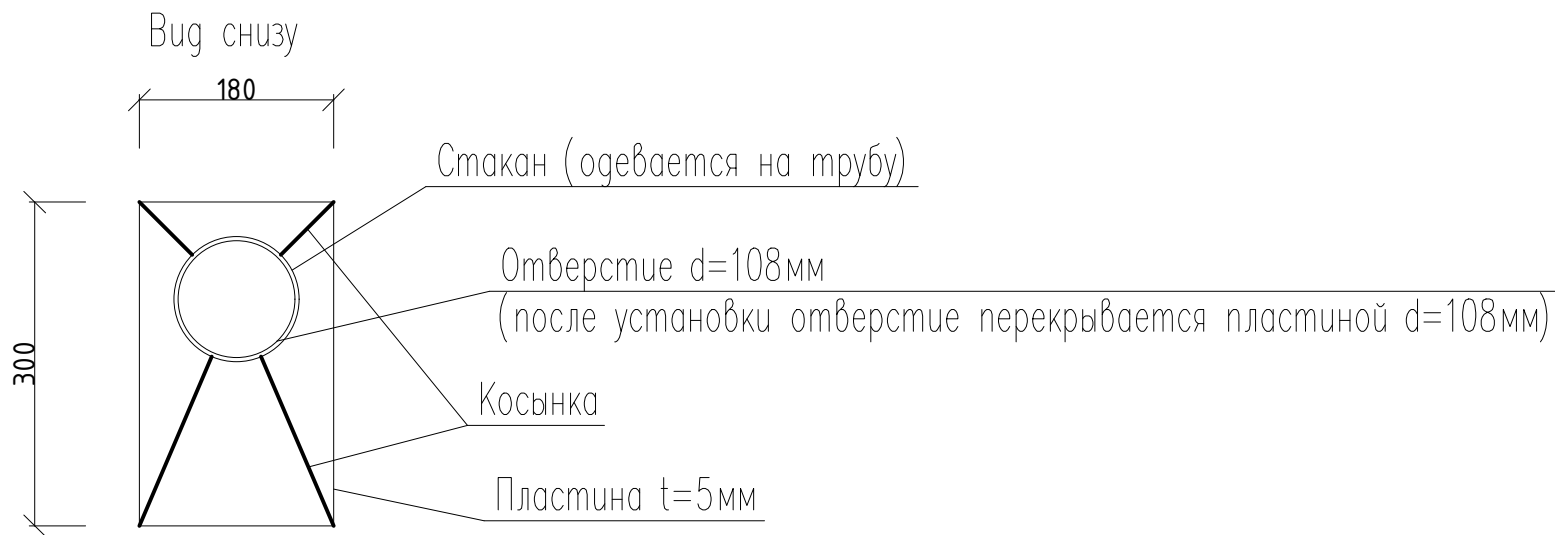 Вид снизу
180
Стакан (одевается на трубу)
Отверстие d=108мм
(после установки отверстие перекрывается пластиной d=108мм)
300
Косынка
Пластина t=5мм